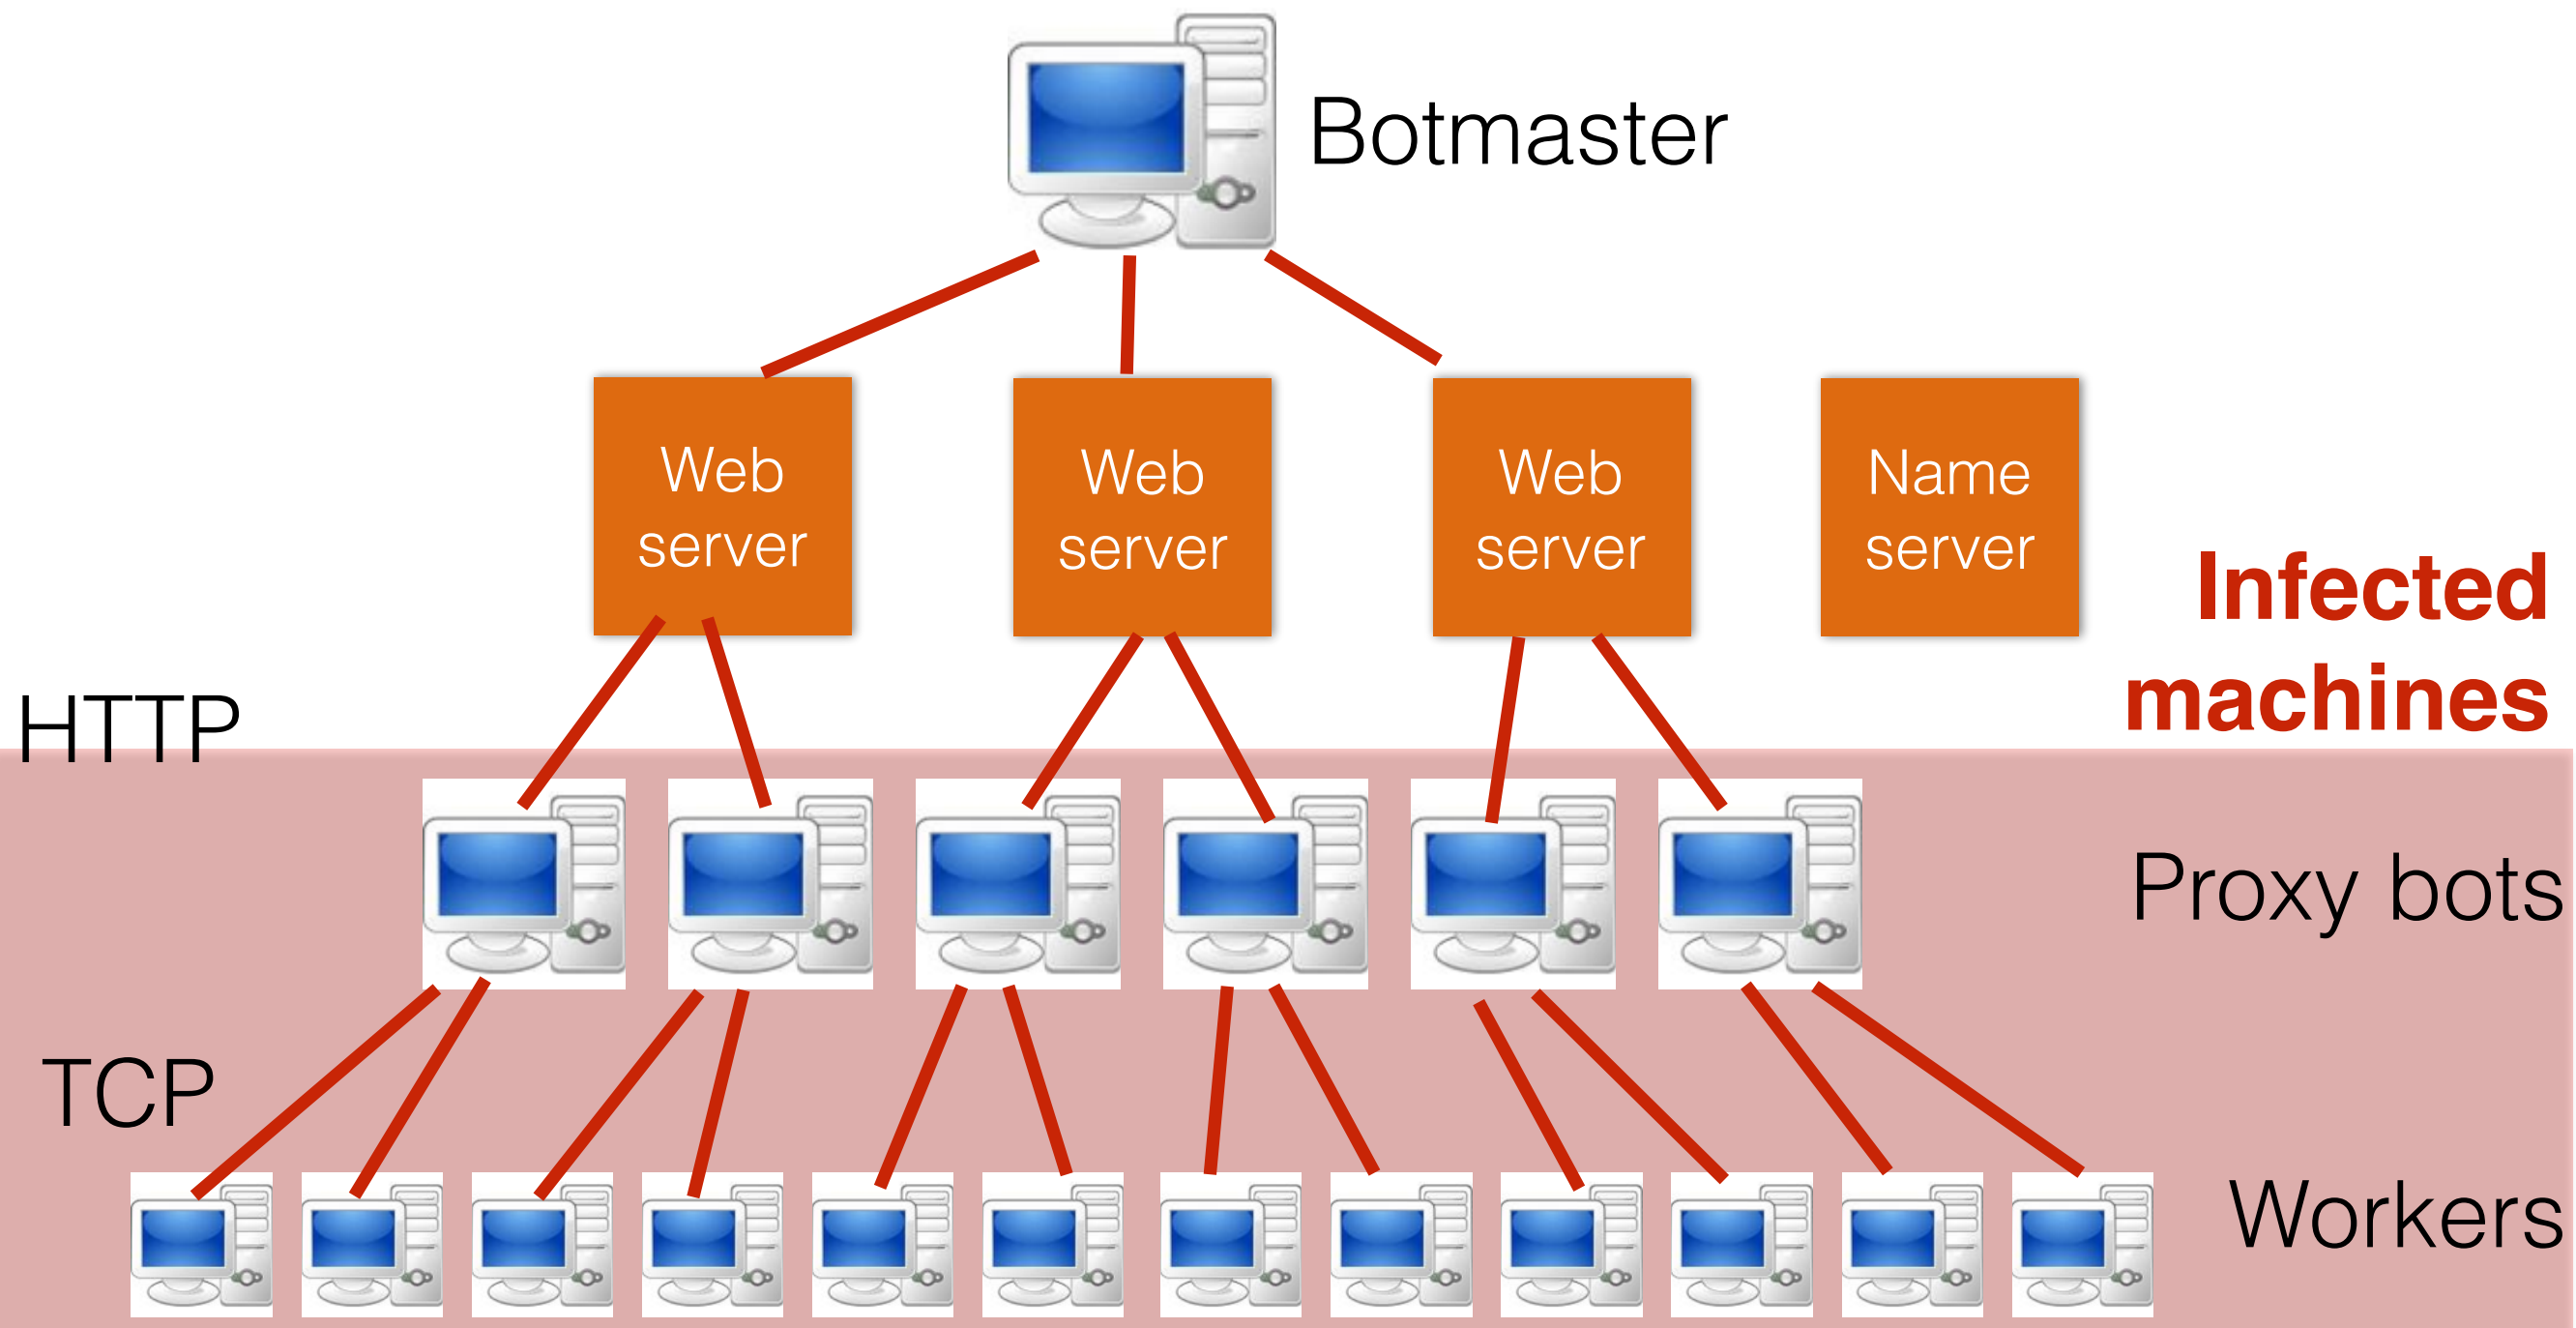 Botmaster
Web
server
Web
server
Web
server
Name
server
Infected
machines
HTTP
Proxy bots
TCP
Workers